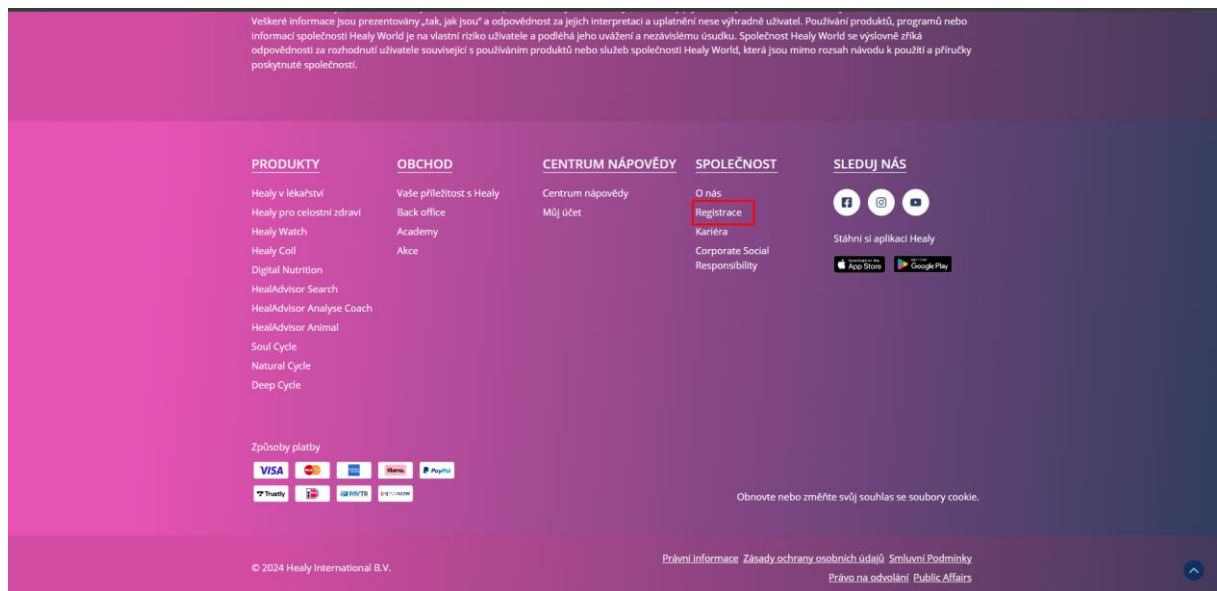 Veškeré informace jsou prezentovány „tak, jak jsou“ a odpovědnost za jejich interpretaci a uplatnění nese výhradně uživatel. Používání produktů, programů nebo
informací společnosti Healy World je na vlastní riziko uživatele a podléhá jeho uvážení a nezávislému úsudku. Společnost Healy World se výslovně zříká
odpovědnosti za rozhodnutí uživatele související s používáním produktů nebo služeb společnosti Healy World, která jsou mimo rozsah návodu k použití a příručky
poskytnuté společností.
PRODUKTY
Healy v lékařství
Healy pro celostní zdraví
Healy Watch
Healy Coil
Digital Nutrition
HealAdvisor Search
HealAdvisor Analyse Coach
HealAdvisor Animal
Soul Cycle
Natural Cycle
Deep Cycle
OBCHOD
Vaše příležitost s Healy
Back office
Academy
Akce
CENTRUM NÁPOVĚDY
Centrum nápovědy
Můj účet
SPOLEČNOST
O nás
Registrace
Kariéra
Corporate Social
Responsibility
SLEDUJ NÁS
Stáhni si aplikaci Healy
App Store
Google Play
Způsoby platby
VISA
Klarna.
PayPal
Trustly
PAYTR
Obnovte nebo změňte svůj souhlas se soubory cookie.
© 2024 Healy International B.V.
Právní informace Zásady ochrany osobních údajů Smluvní Podmínky
Právo na odvolání Public Affairs